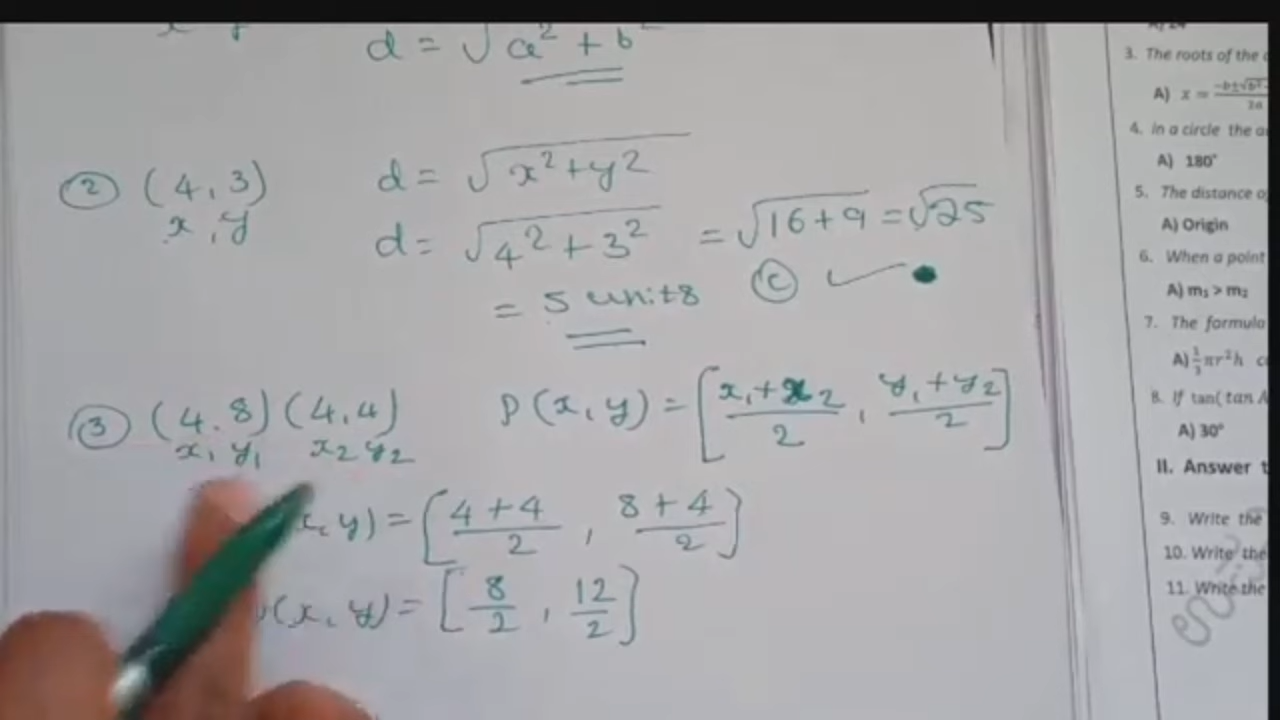 d = √a² + b²
② (4, 3) d = √x²+y²
x, y
d = √4² + 3² = √16+9 = √25
= 5 units Ⓒ ✓
③ (4.8) (4,4) P(x, y) = [x₁+x₂/2 , y₁+y₂/2]
x₁ y₁ x₂ y₂
y) = [4+4/2 , 8+4/2]
(x, y) = [8/2 , 12/2]
3. The roots of the
A) x =
4. In a circle the
A) 180°
5. The distance
A) Origin
6. When a point
A) m₁ > m₂
7. The formula
A) 1/3 πr²h
8. If tan( tan A
A) 30°
II. Answer
9. Write the
10. Write the
11. Write the